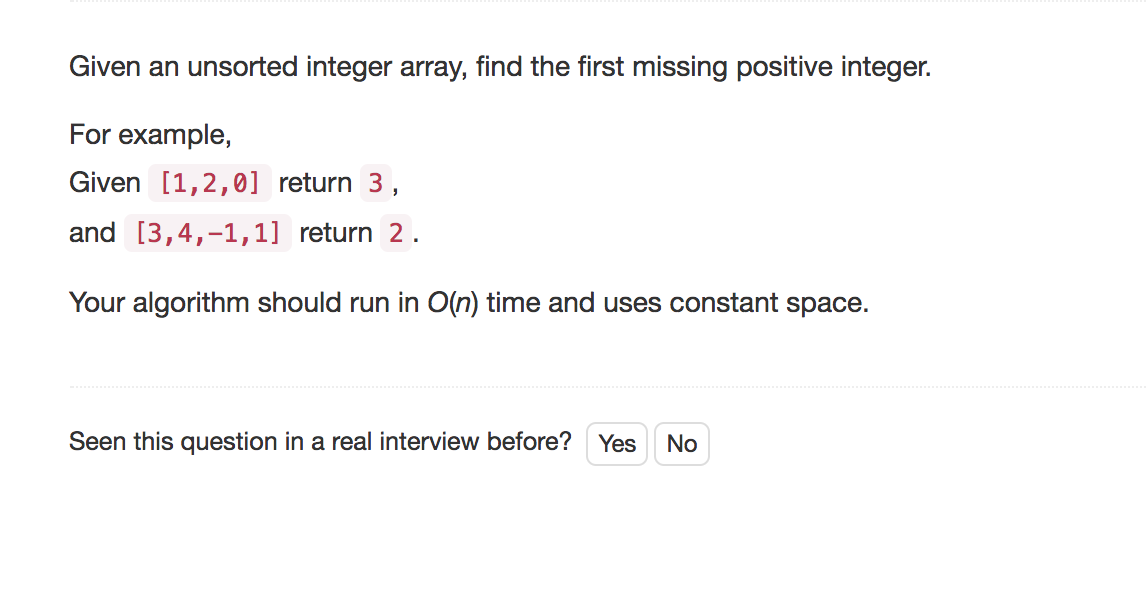 Given an unsorted integer array, find the first missing positive integer.
For example,
Given [1,2,0] return 3 ,
and [3,4,-1,1] return 2 .
Your algorithm should run in O(n) time and uses constant space.
Seen this question in a real interview before? Yes No